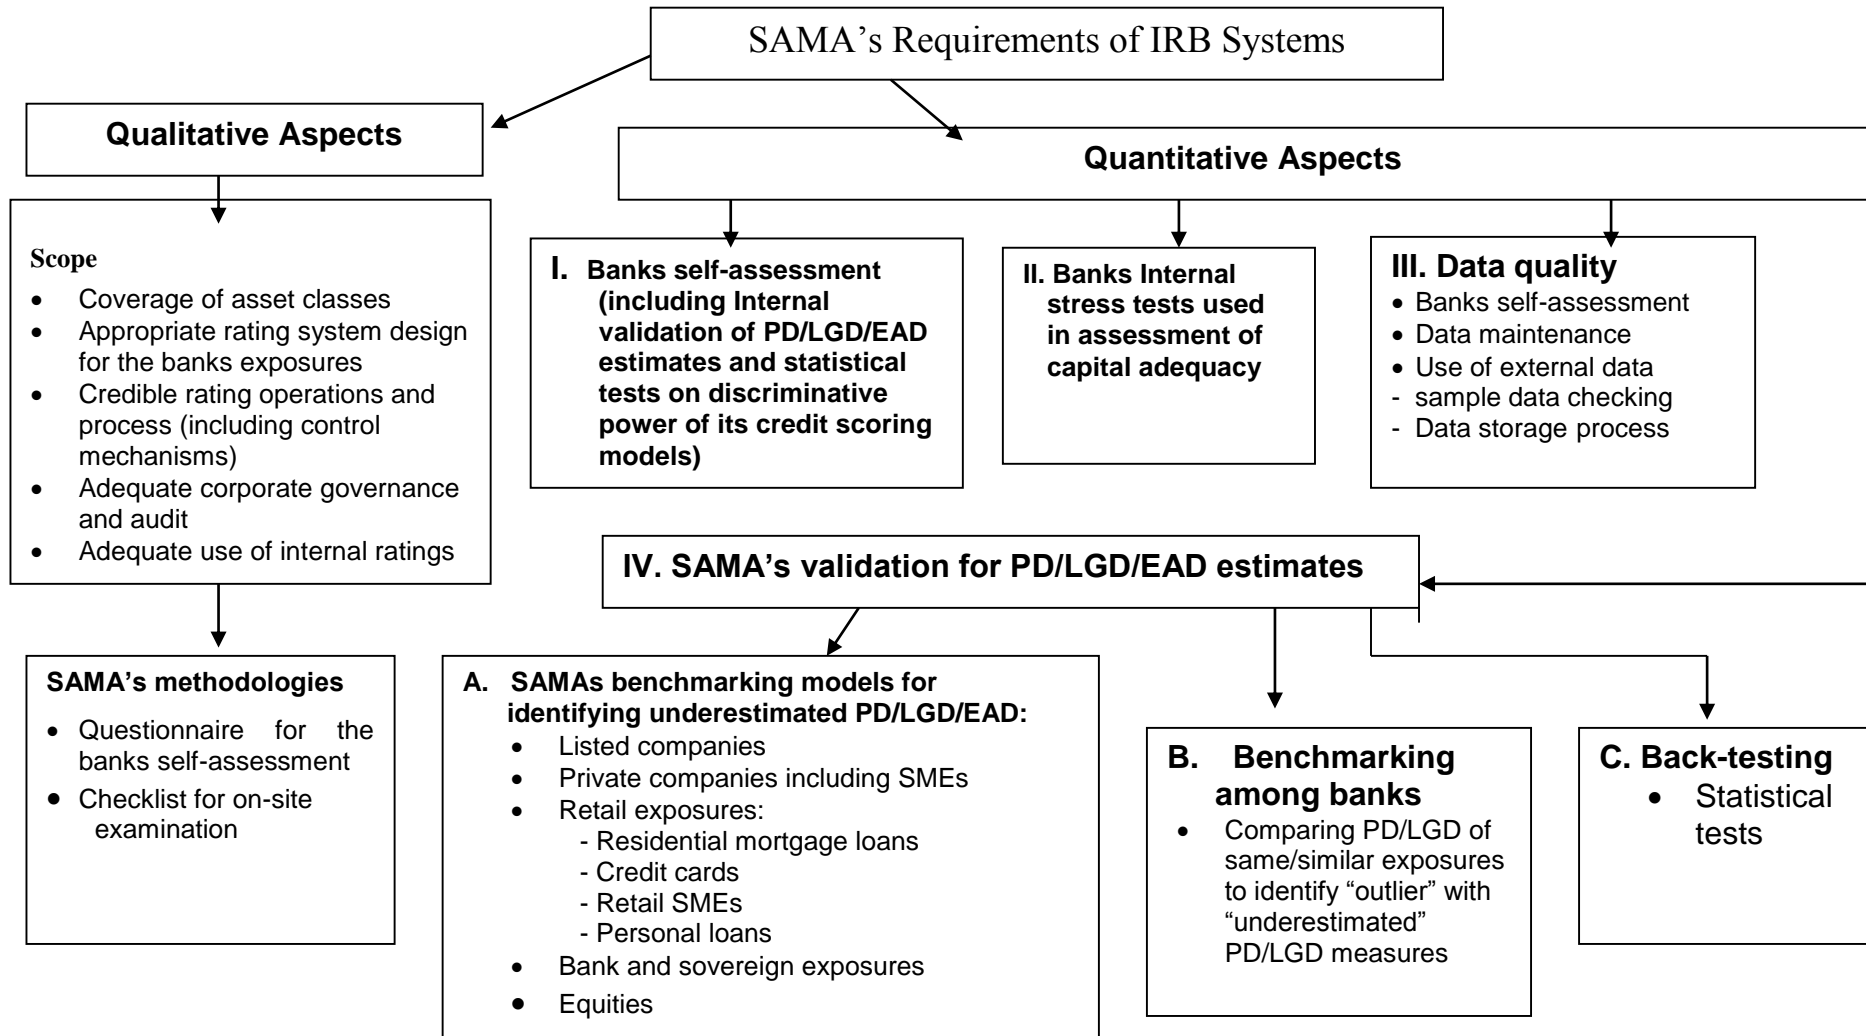 SAMA’s Requirements of IRB Systems
Qualitative Aspects
Quantitative Aspects
Scope
• Coverage of asset classes
• Appropriate rating system design
for the banks exposures
• Credible rating operations and
process (including control
mechanisms)
• Adequate corporate governance
and audit
• Adequate use of internal ratings
I. Banks self-assessment
(including Internal
validation of PD/LGD/EAD
estimates and statistical
tests on discriminative
power of its credit scoring
models)
II. Banks Internal
stress tests used
in assessment of
capital adequacy
III. Data quality
• Banks self-assessment
• Data maintenance
• Use of external data
- sample data checking
- Data storage process
IV. SAMA’s validation for PD/LGD/EAD estimates
SAMA’s methodologies
• Questionnaire for the
banks self-assessment
• Checklist for on-site
examination
A. SAMAs benchmarking models for
identifying underestimated PD/LGD/EAD:
• Listed companies
• Private companies including SMEs
• Retail exposures:
- Residential mortgage loans
- Credit cards
- Retail SMEs
- Personal loans
• Bank and sovereign exposures
• Equities
B. Benchmarking
among banks
• Comparing PD/LGD of
same/similar exposures
to identify “outlier” with
“underestimated”
PD/LGD measures
C. Back-testing
• Statistical
tests